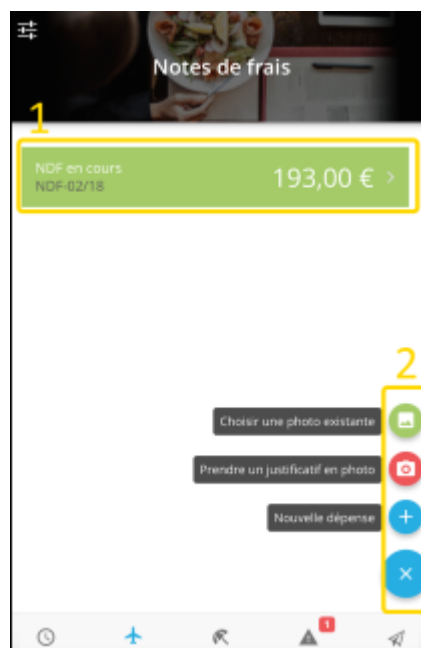 Notes de frais
1
NDF en cours
193,00 €
NDF-02/18
2
Choisir une photo existante
Prendre un justificatif en photo
Nouvelle dépense
1